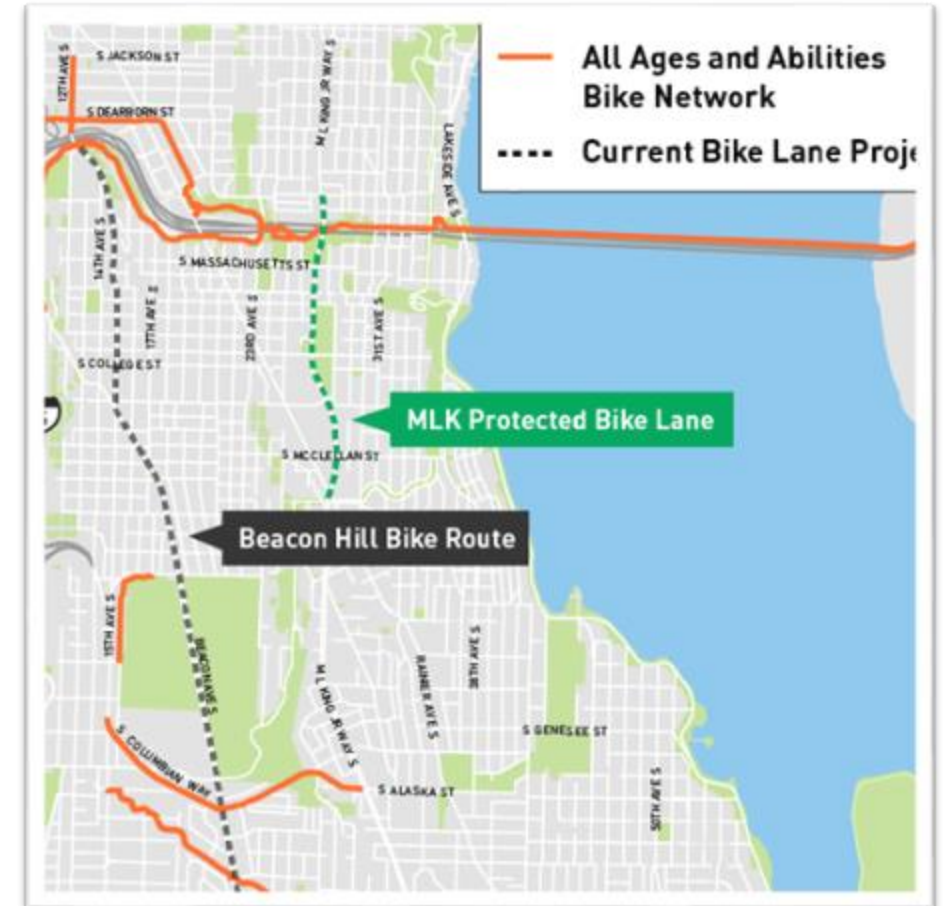 All Ages and Abilities
Bike Network
Current Bike Lane Proje
12TH AVE S
S JACKSON ST
S DEARBORN ST
M L KING JR WAY S
LAKESIDE AVE S
14TH AVE S
S MASSACHUSETTS ST
17TH AVE S
23RD AVE S
31ST AVE S
S COLLEGE ST
MLK Protected Bike Lane
S MCCLELLAN ST
Beacon Hill Bike Route
15TH AVE S
BEACON AVE S
M L KING JR WAY S
RAINIER AVE S
38TH AVE S
S GENESEE ST
S COLUMBIAN WAY
S ALASKA ST
50TH AVE S